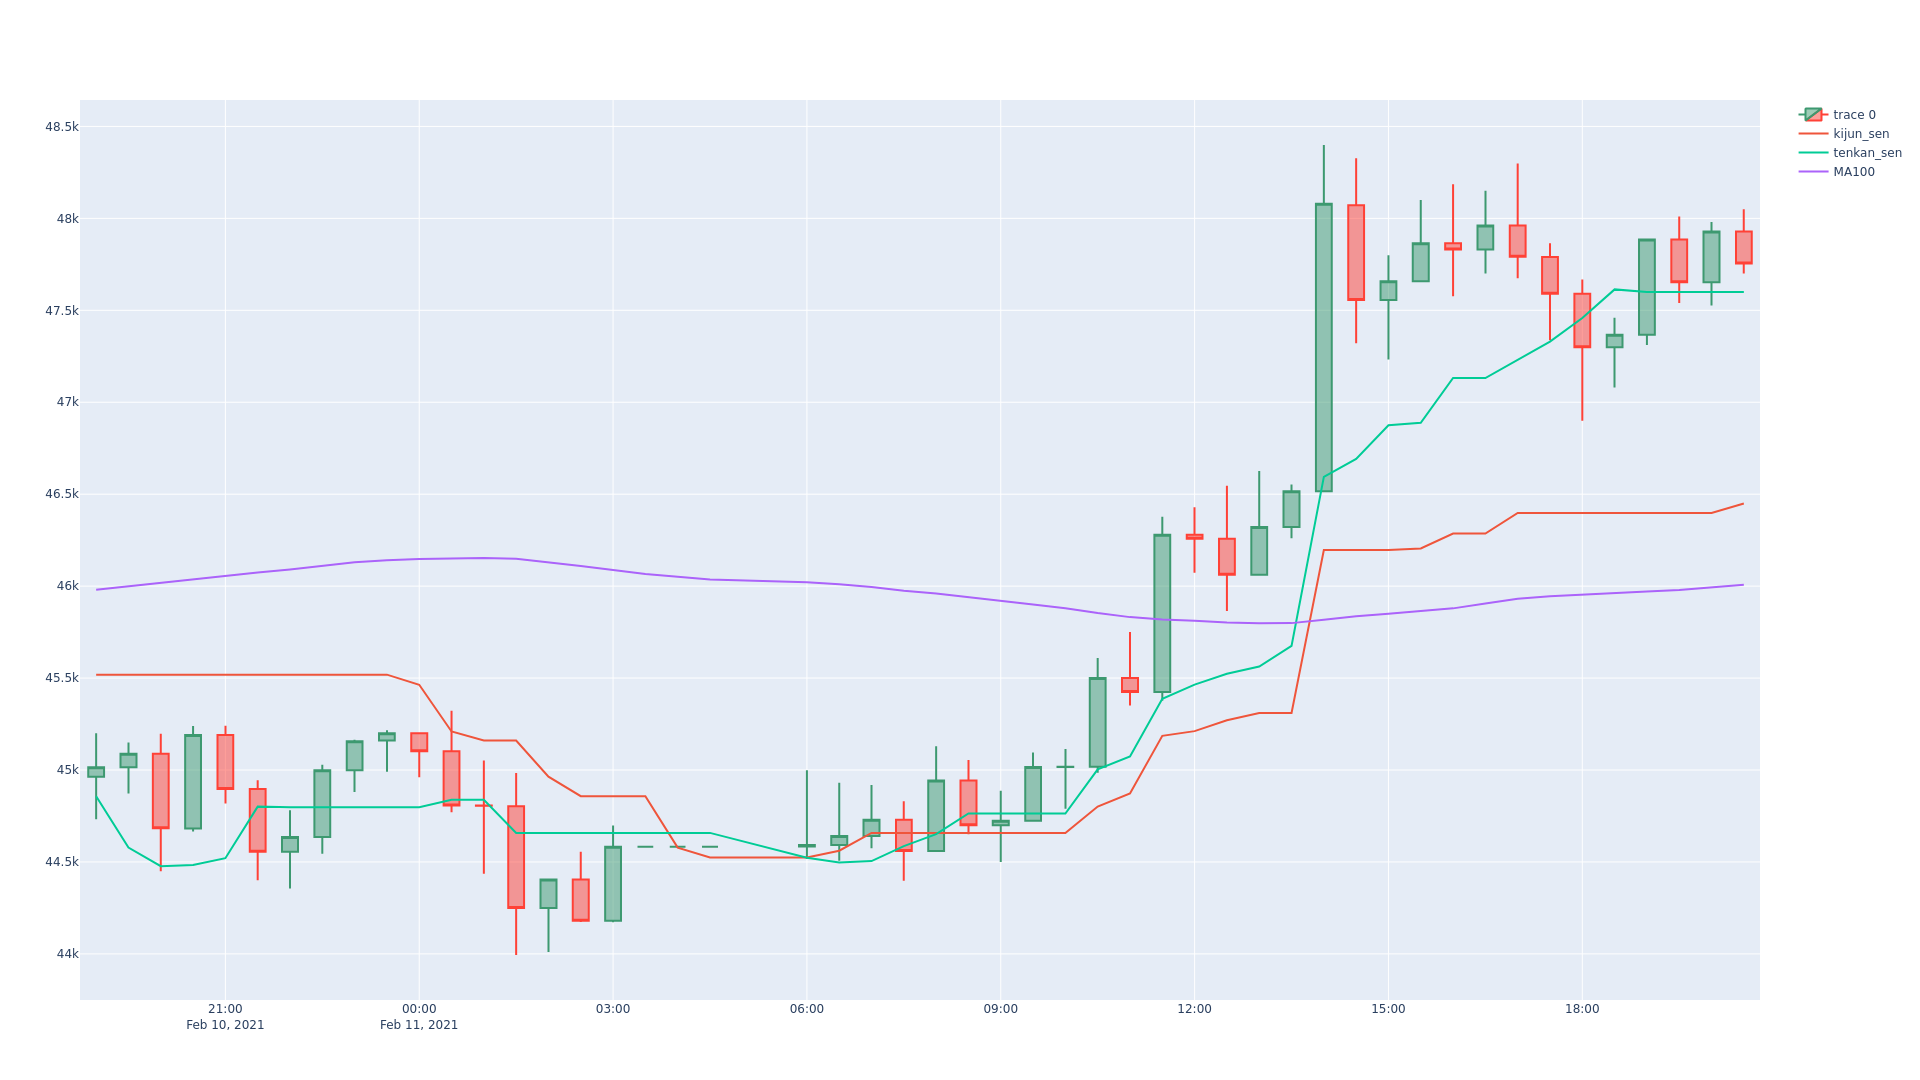 48.5k
48k
47.5k
47k
46.5k
46k
45.5k
45k
44.5k
44k
21:00
Feb 10, 2021
00:00
Feb 11, 2021
03:00
06:00
09:00
12:00
15:00
18:00
trace 0
kijun_sen
tenkan_sen
MA100